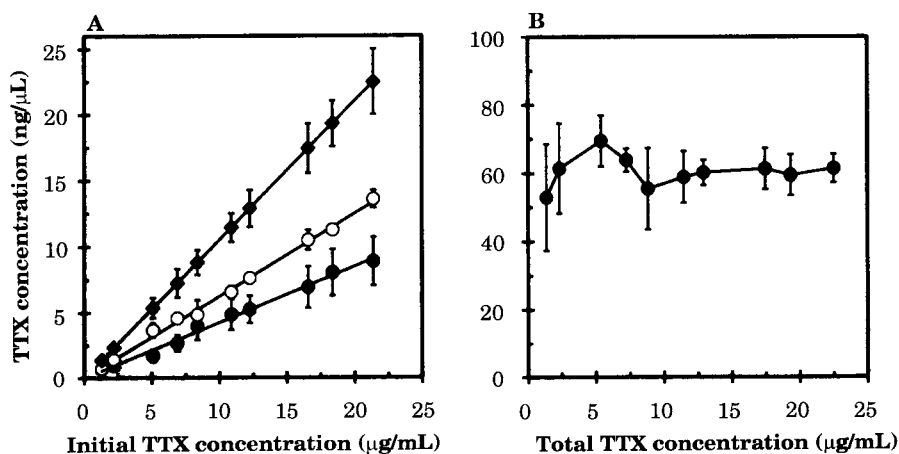 A
B
TTX concentration (ng/μL)
25
20
15
10
5
0
0 5 10 15 20 25
Initial TTX concentration (μg/mL)
100
80
60
40
20
0
0 5 10 15 20 25
Total TTX concentration (μg/mL)